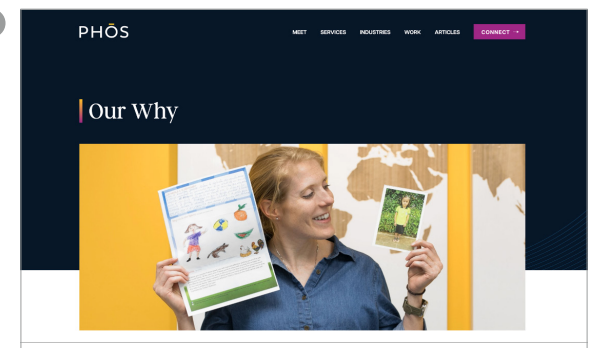 PHŌS
MEET SERVICES INDUSTRIES WORK ARTICLES CONNECT →
Our Why